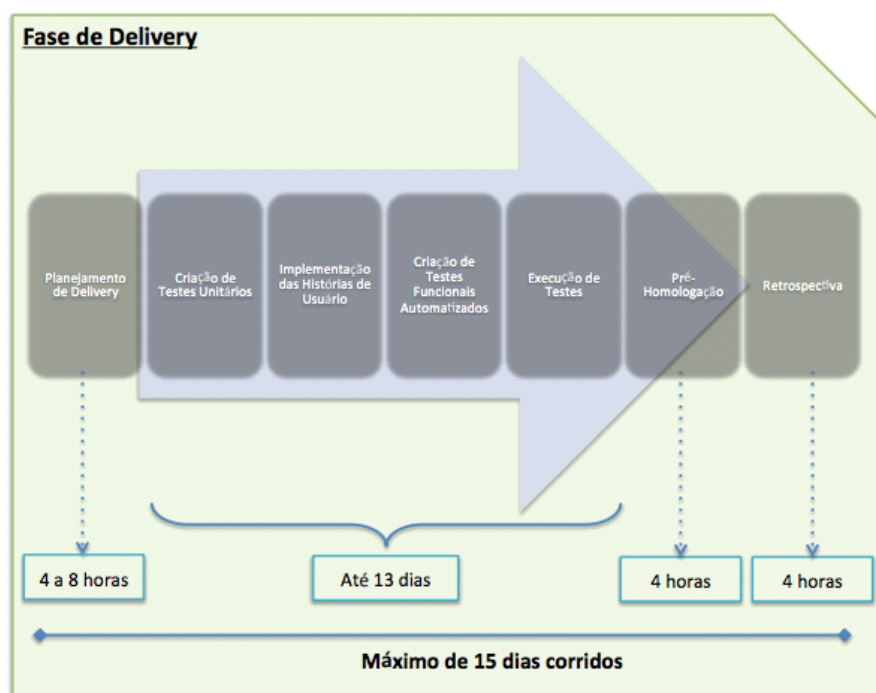 Fase de Delivery
Planejamento
de Delivery
Criação de
Testes Unitários
Implementação
das Histórias de
Usuário
Criação de
Testes
Funcionais
Automatizados
Execução de
Testes
Pré-
Homologação
Retrospectiva
4 a 8 horas
Até 13 dias
4 horas
4 horas
Máximo de 15 dias corridos